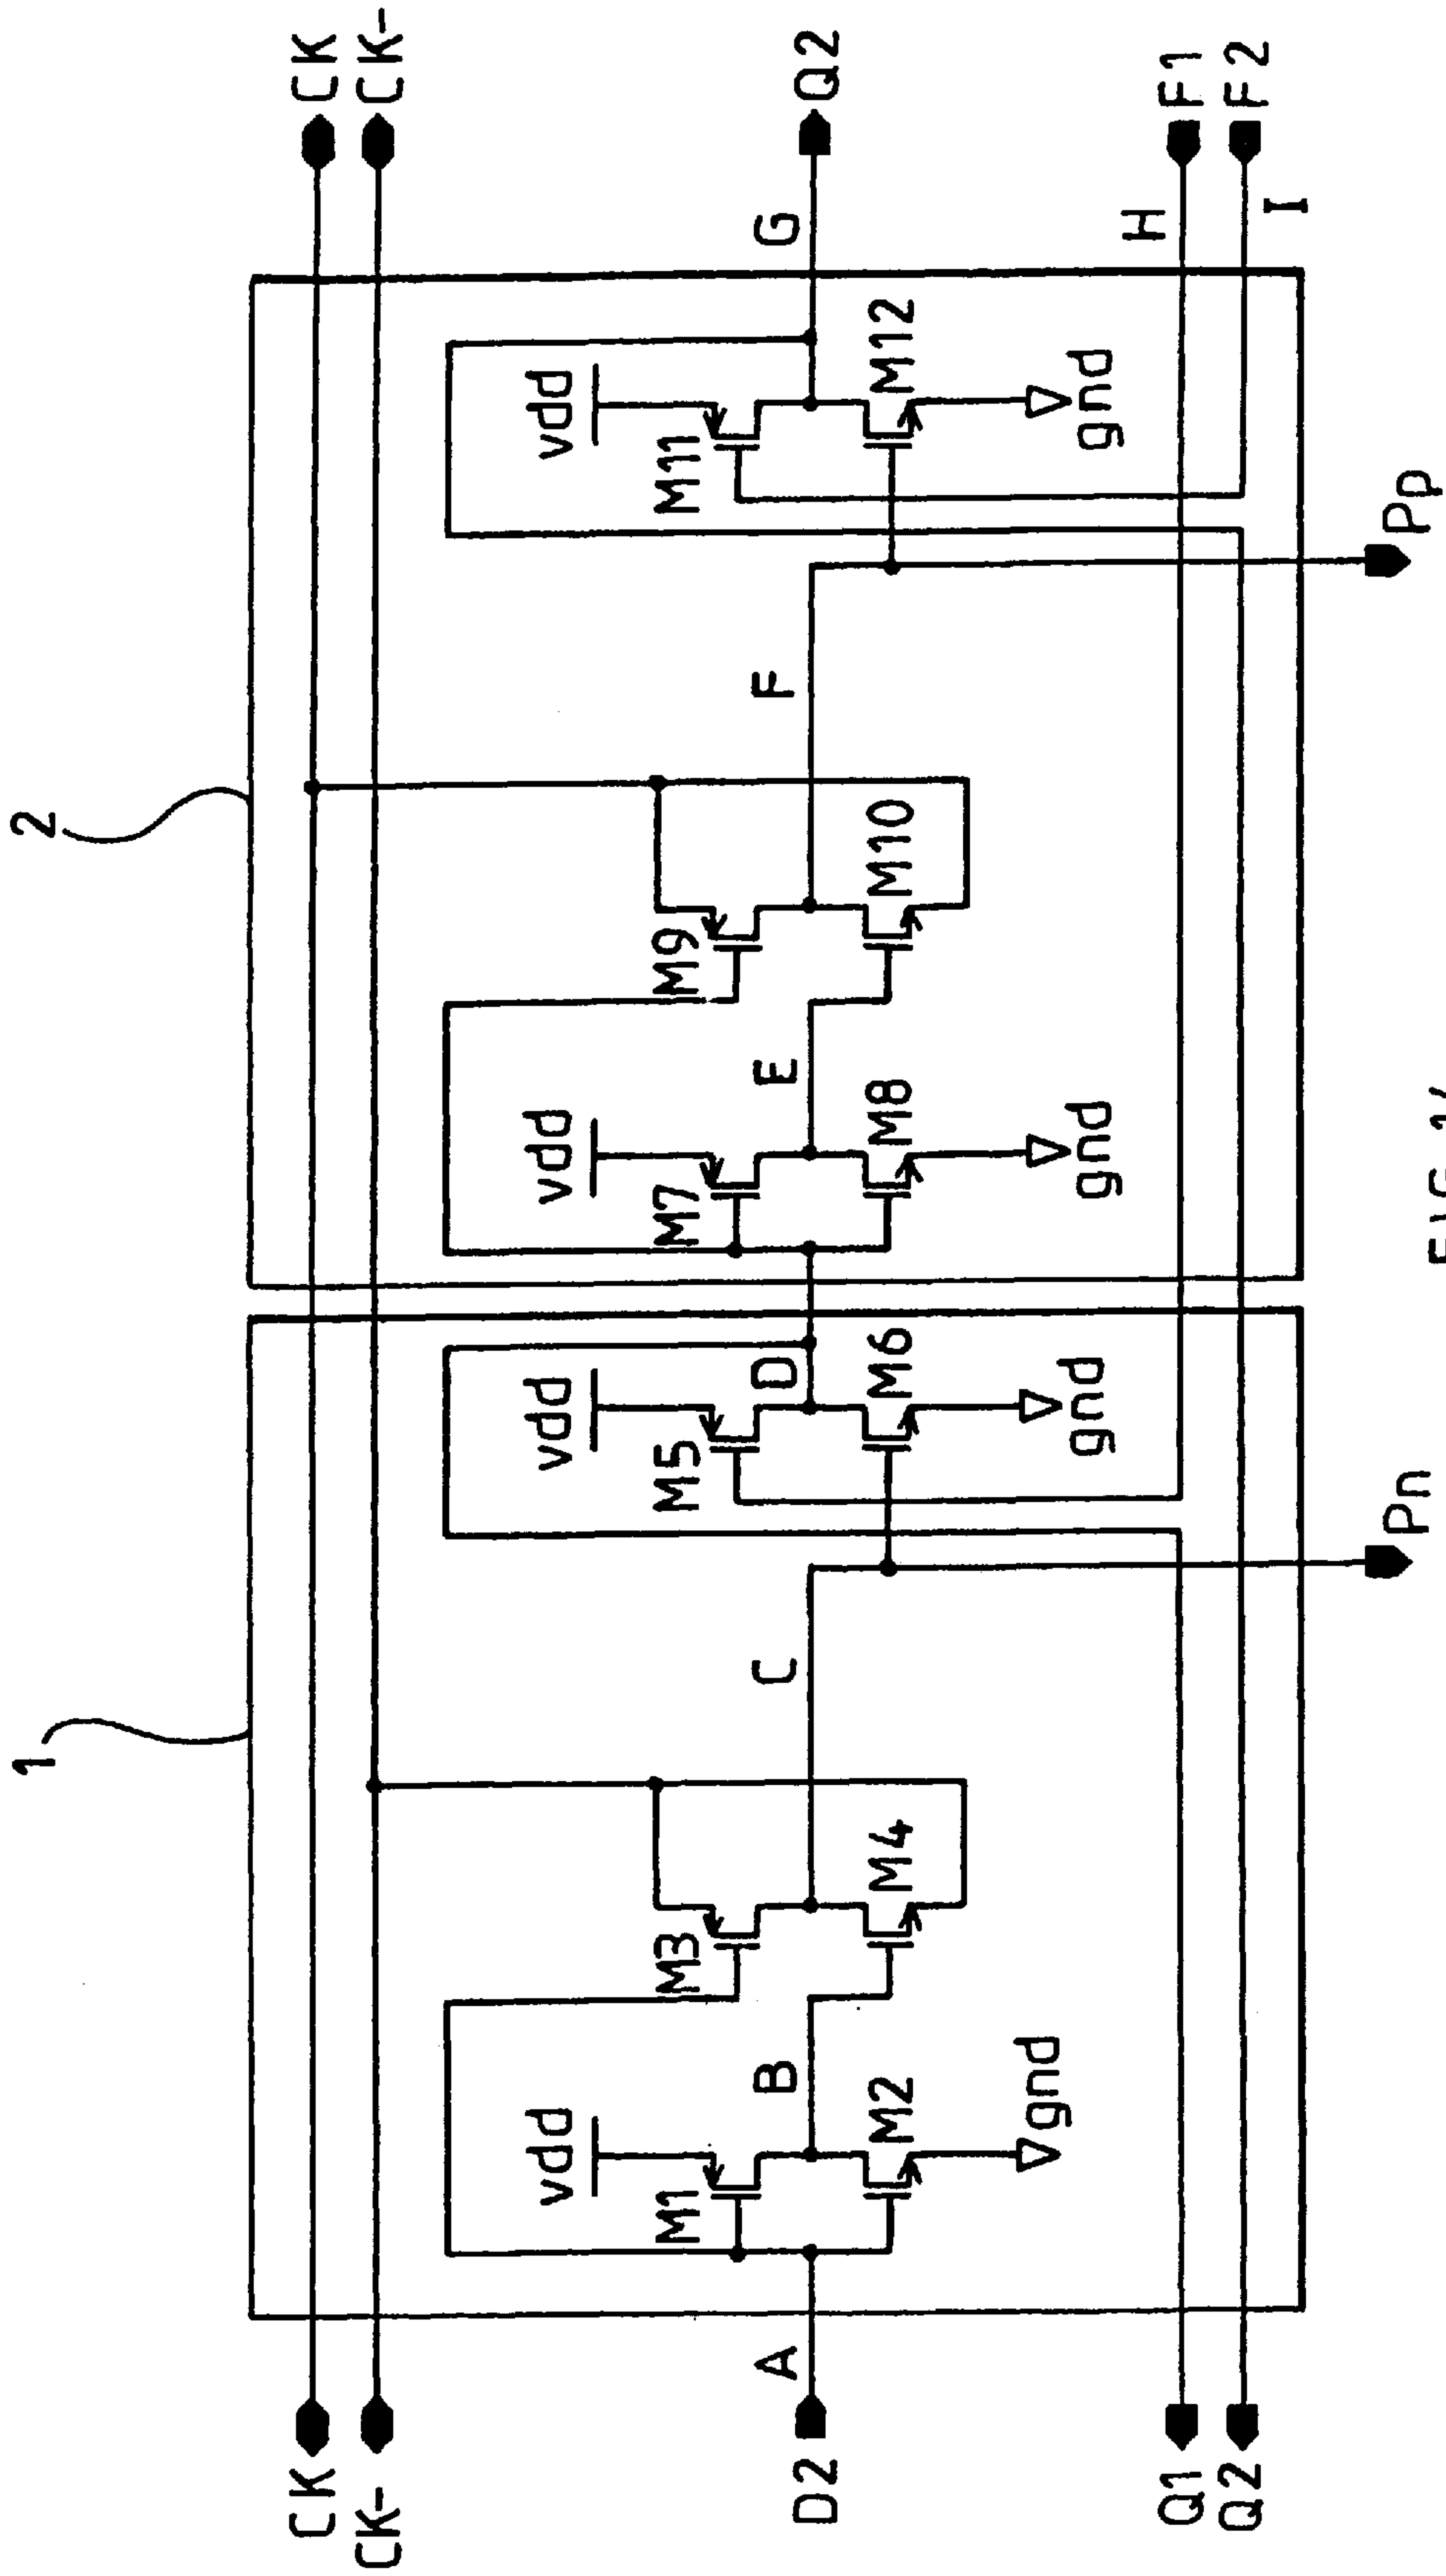 1
2
CK
CK-
CK
CK-
vdd
vdd
vdd
vdd
M1
M3
M5
M7
M9
M11
D2
A
B
C
D
E
F
G
Q2
M2
M4
M6
M8
M10
M12
gnd
gnd
gnd
gnd
H
F1
I
F2
Q1
Q2
Pn
Pp